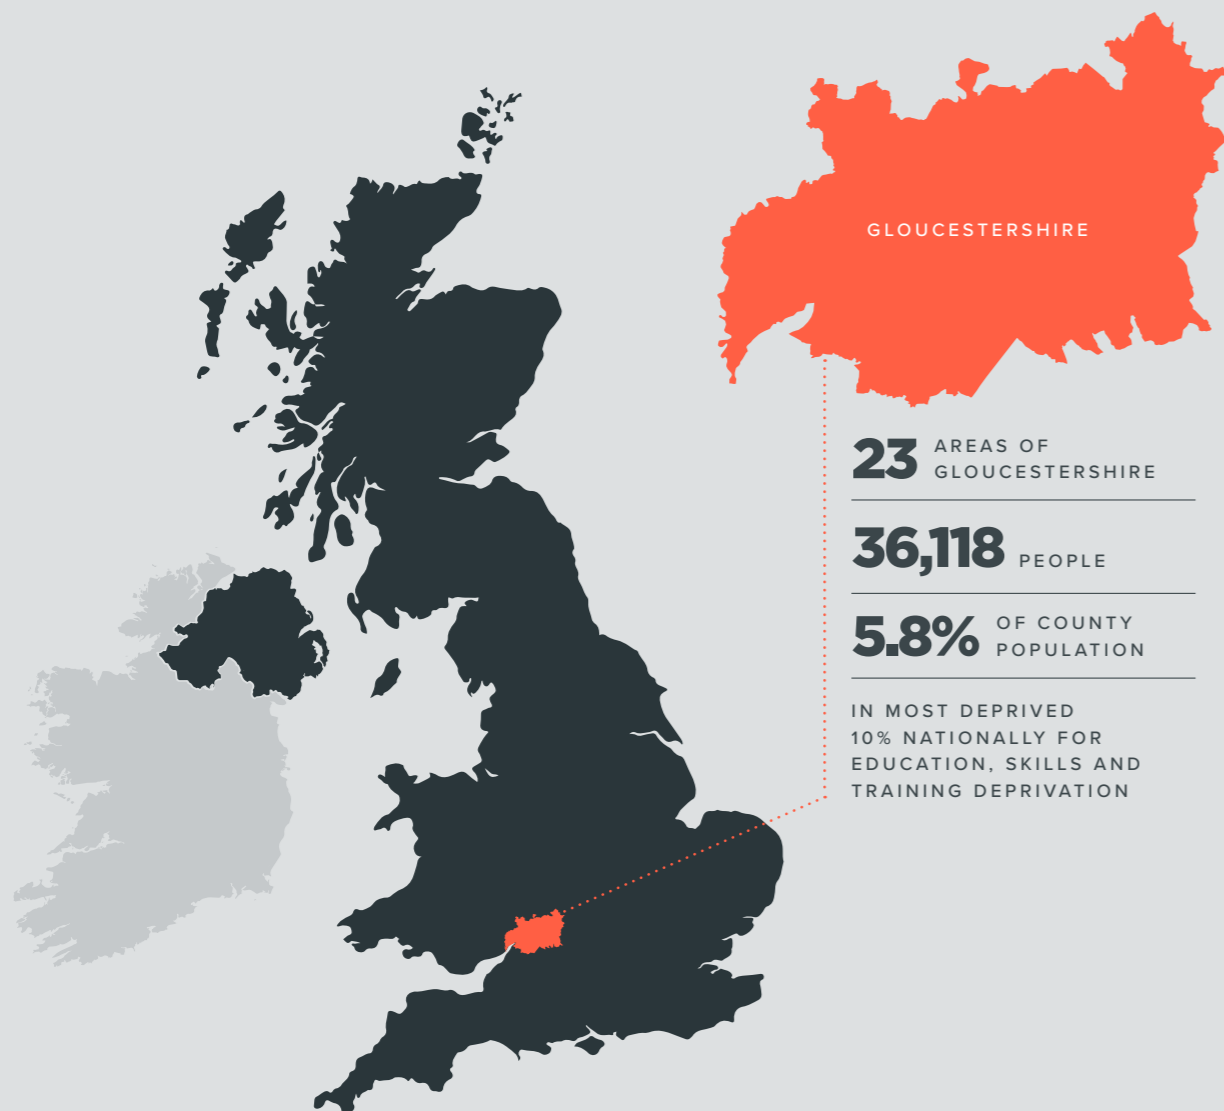 GLOUCESTERSHIRE
23 AREAS OF
GLOUCESTERSHIRE
36,118 PEOPLE
5.8% OF COUNTY
POPULATION
IN MOST DEPRIVED
10% NATIONALLY FOR
EDUCATION, SKILLS AND
TRAINING DEPRIVATION